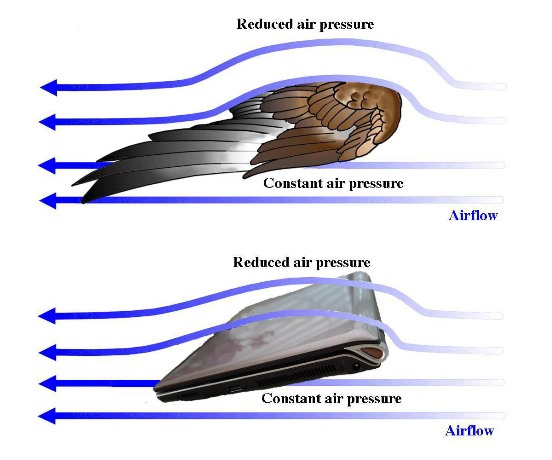 Reduced air pressure
Constant air pressure
Airflow
Reduced air pressure
Constant air pressure
Airflow